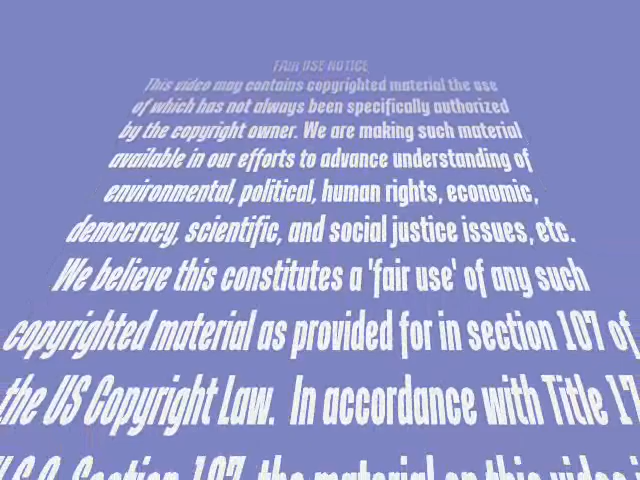 FAIR USE NOTICE
This video may contains copyrighted material the use
of which has not always been specifically authorized
by the copyright owner. We are making such material
available in our efforts to advance understanding of
environmental, political, human rights, economic,
democracy, scientific, and social justice issues, etc.
We believe this constitutes a 'fair use' of any such
copyrighted material as provided for in section 107 of
the US Copyright Law. In accordance with Title 17
U.S.C. Section 107, the material on this video i